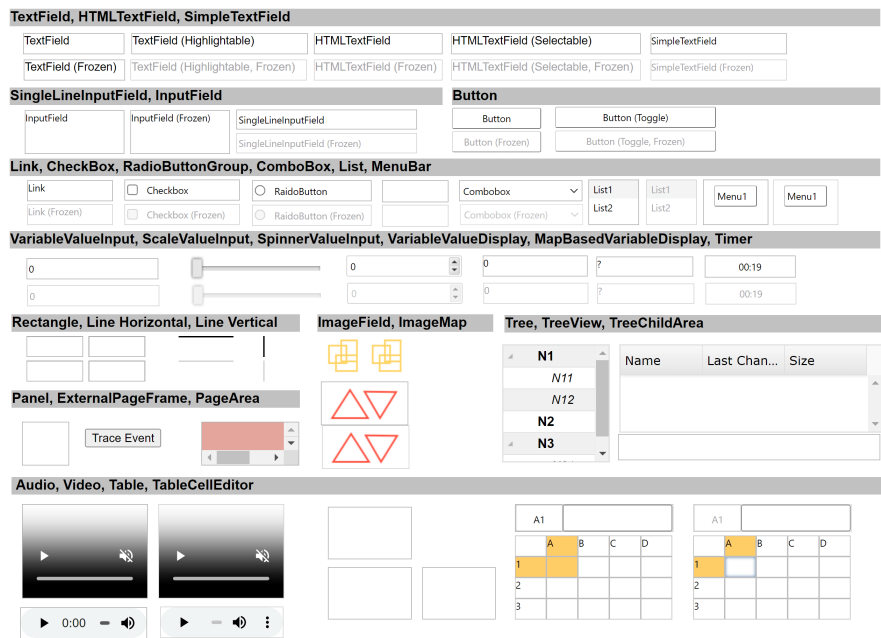 TextField, HTMLTextField, SimpleTextField
TextField TextField (Highlightable) HTMLTextField HTMLTextField (Selectable) SimpleTextField
TextField (Frozen) TextField (Highlightable, Frozen) HTMLTextField (Frozen) HTMLTextField (Selectable, Frozen) SimpleTextField (Frozen)
SingleLineInputField, InputField Button
InputField InputField (Frozen) SingleLineInputField Button Button (Toggle)
SingleLineInputField (Frozen) Button (Frozen) Button (Toggle, Frozen)
Link, CheckBox, RadioButtonGroup, ComboBox, List, MenuBar
Link Checkbox RaidoButton Combobox List1 List1 Menu1 Menu1
Link (Frozen) Checkbox (Frozen) RaidoButton (Frozen) Combobox (Frozen) List2 List2
VariableValueInput, ScaleValueInput, SpinnerValueInput, VariableValueDisplay, MapBasedVariableDisplay, Timer
0 0 0 ? 00:19
0 0 0 ? 00:19
Rectangle, Line Horizontal, Line Vertical ImageField, ImageMap Tree, TreeView, TreeChildArea
N1 Name Last Chan... Size
N11
N12
N2
N3
Panel, ExternalPageFrame, PageArea
Trace Event
Audio, Video, Table, TableCellEditor
A1 A1
A B C D A B C D
1 1
2 2
3 3
0:00